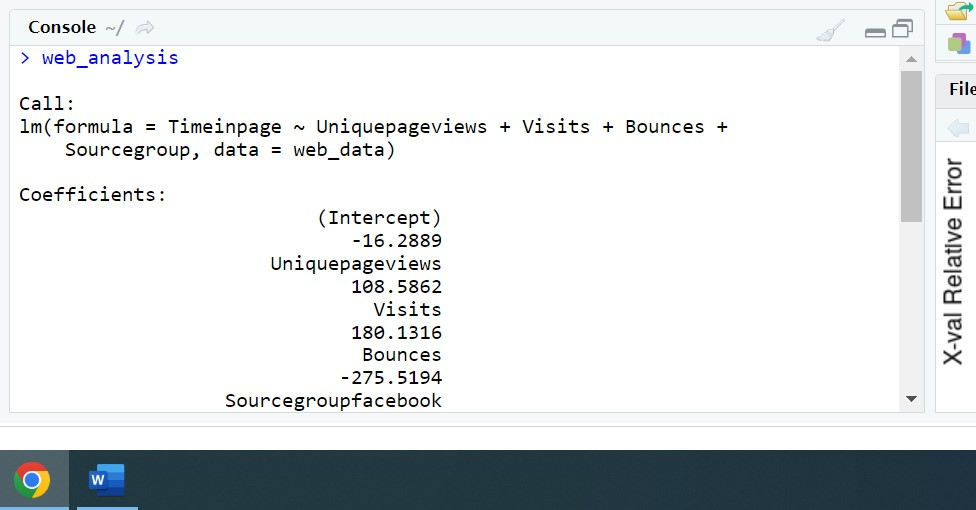 Console ~/
> web_analysis
Call:
lm(formula = Timeinpage ~ Uniquepageviews + Visits + Bounces +
    Sourcegroup, data = web_data)
Coefficients:
(Intercept)
-16.2889
Uniquepageviews
108.5862
Visits
180.1316
Bounces
-275.5194
Sourcegroupfacebook
File
X-val Relative Error
W